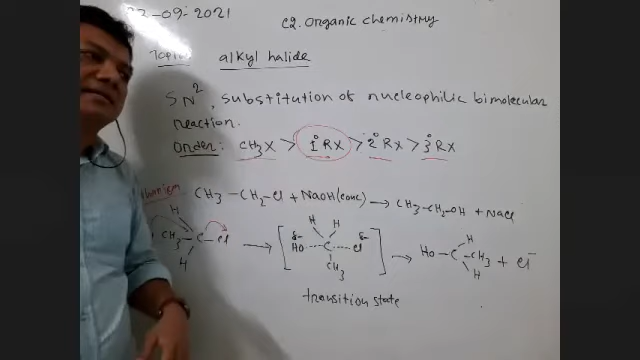 -09-2021
C2. Organic chemistry
Topic alkyl halide
SN², substitution of nucleophilic bimolecular
reaction.
Order: CH3X > 1° RX > 2° RX > 3° RX
CH3-CH2-Cl + NaOH (conc) → CH3-CH2-OH + NaCl
H H H H
CH3-C-Cl → [HO δ- ---- C ---- Cl δ-] → HO-C-CH3 + Cl⁻
CH3 H
transition state